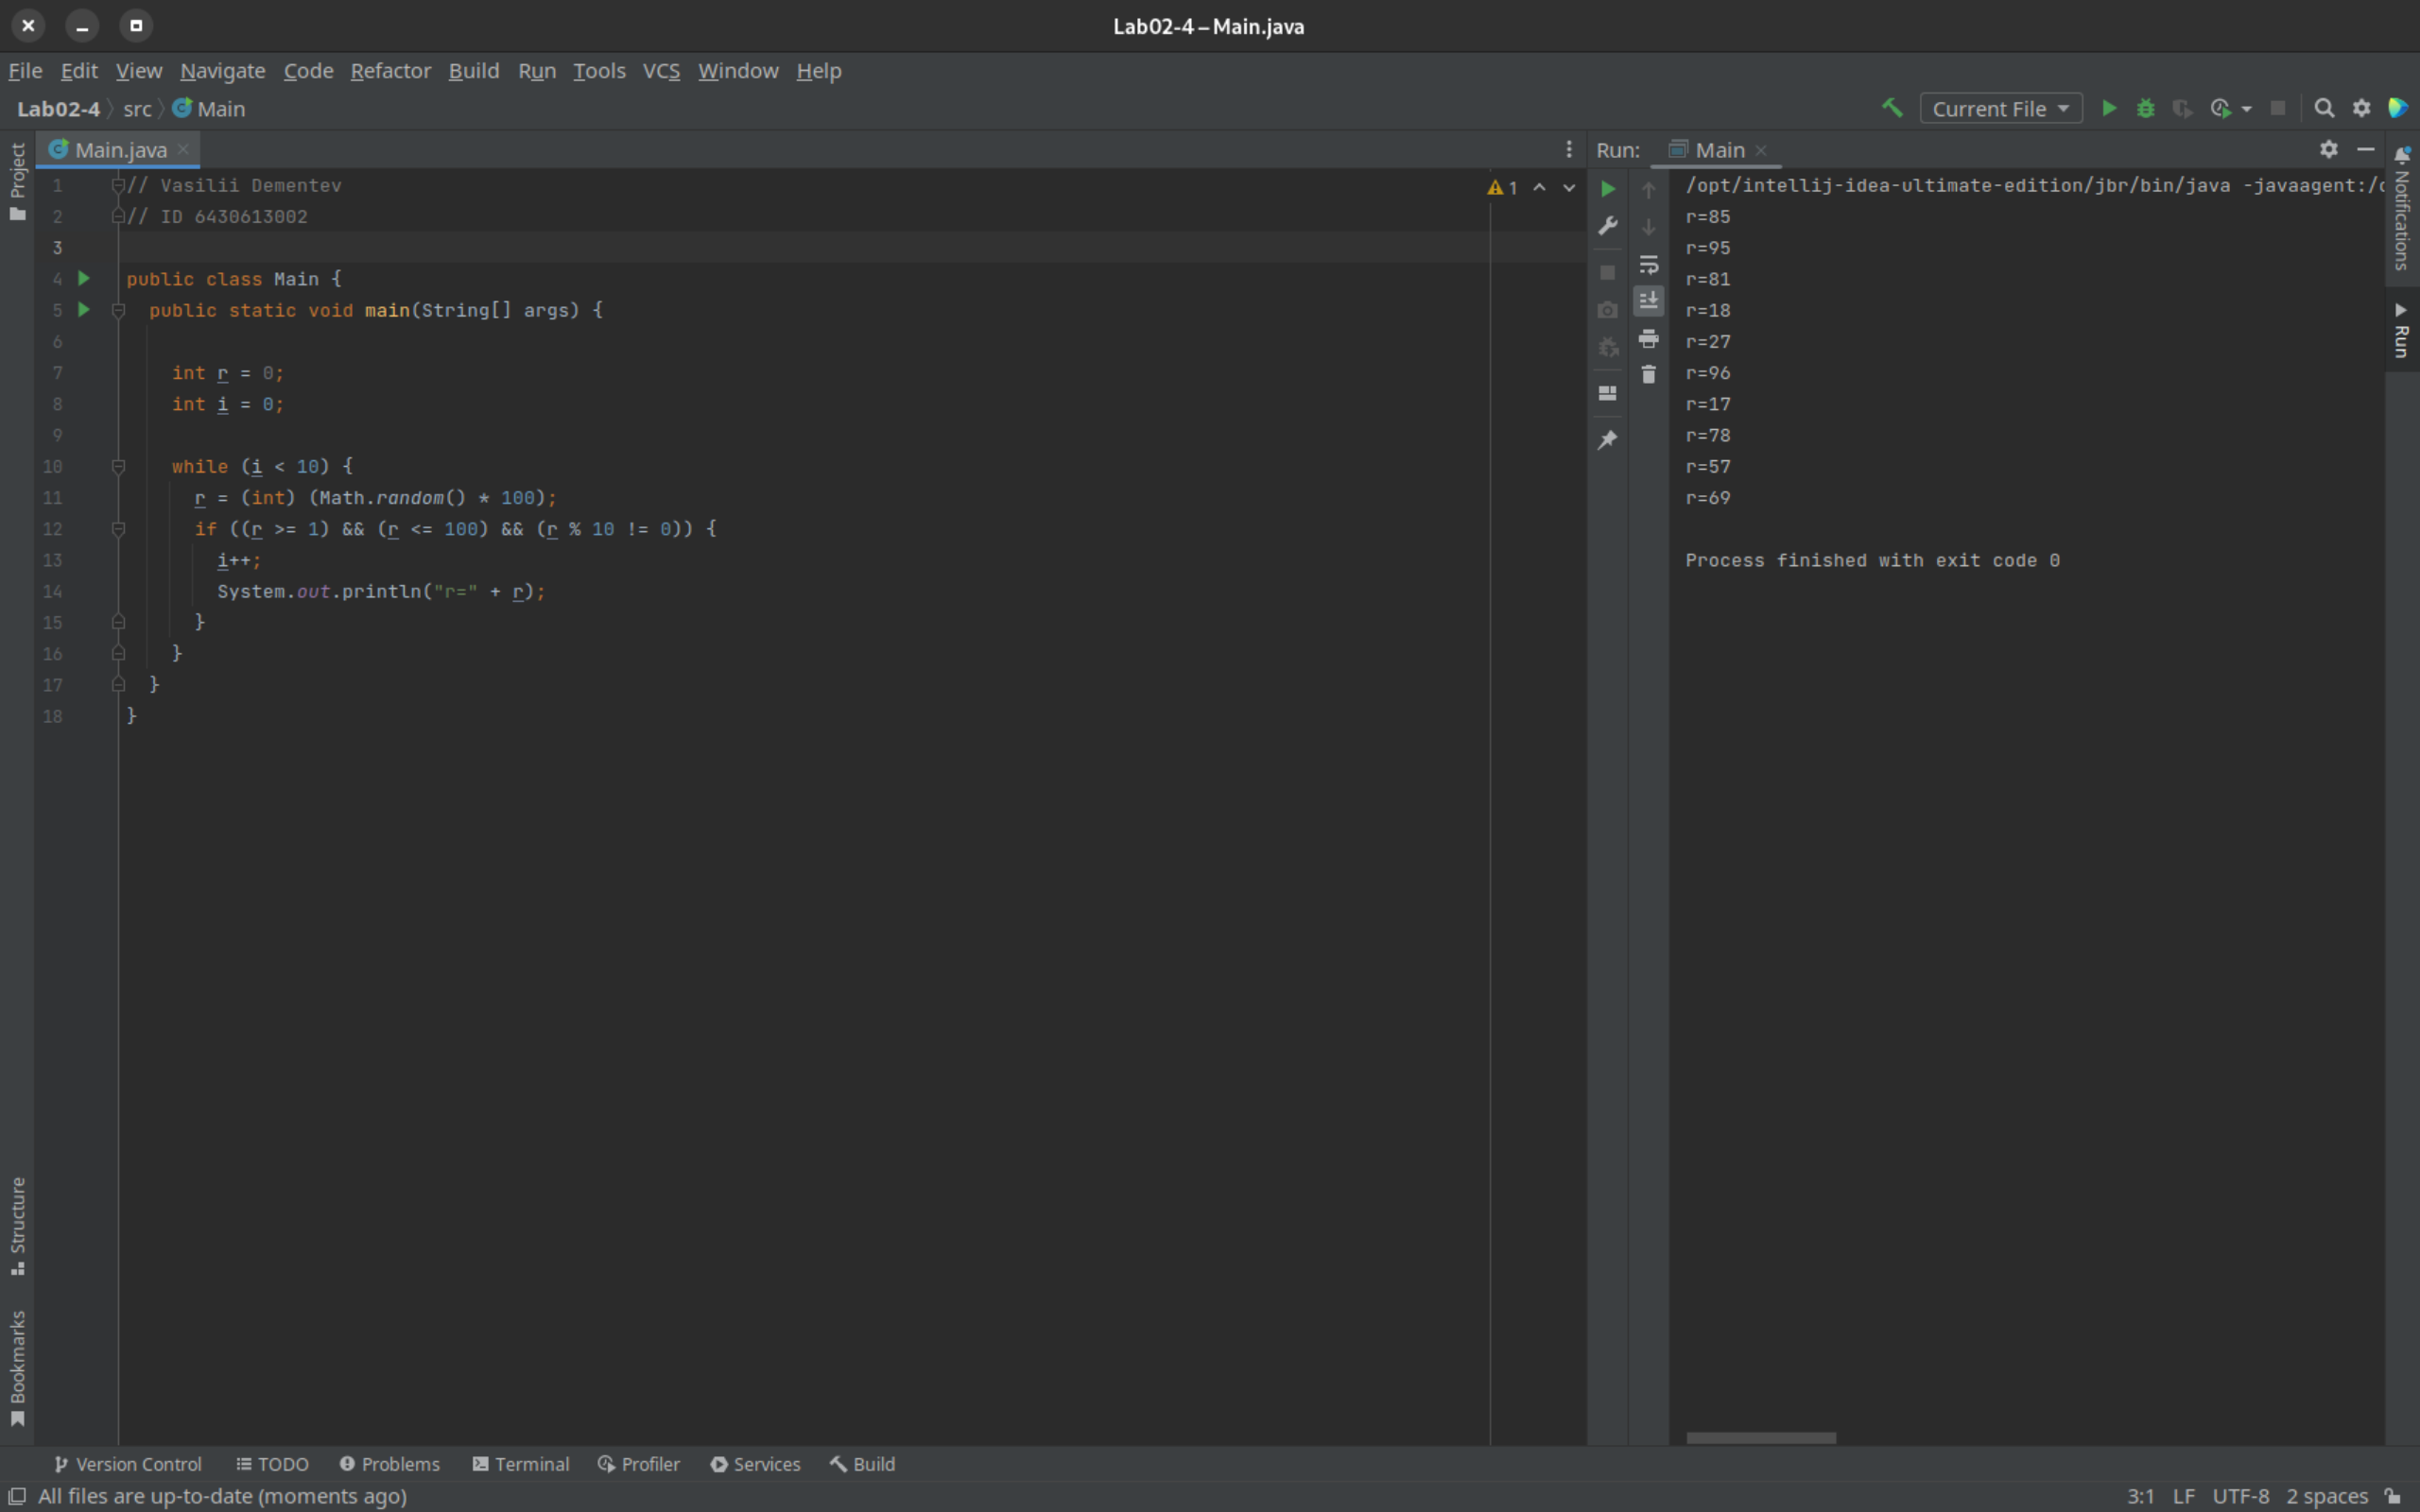 Lab02-4 – Main.java
File Edit View Navigate Code Refactor Build Run Tools VCS Window Help
Lab02-4 src Main
Current File
Project
Main.java
1 // Vasilii Dementev
2 // ID 6430613002
3
4 public class Main {
5 public static void main(String[] args) {
6
7 int r = 0;
8 int i = 0;
9
10 while (i < 10) {
11 r = (int) (Math.random() * 100);
12 if ((r >= 1) && (r <= 100) && (r % 10 != 0)) {
13 i++;
14 System.out.println("r=" + r);
15 }
16 }
17 }
18 }
1
Run: Main
/opt/intellij-idea-ultimate-edition/jbr/bin/java -javaagent:/
r=85
r=95
r=81
r=18
r=27
r=96
r=17
r=78
r=57
r=69
Process finished with exit code 0
Notifications
Run
Structure
Bookmarks
Version Control TODO Problems Terminal Profiler Services Build
All files are up-to-date (moments ago)
3:1 LF UTF-8 2 spaces